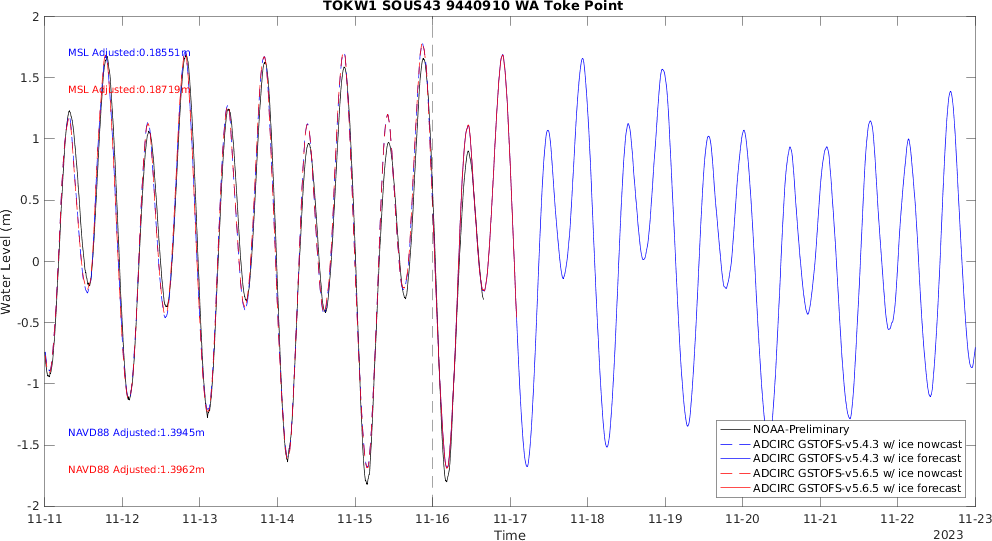 TOKW1 SOUS43 9440910 WA Toke Point
2
1.5
1
0.5
0
-0.5
-1
-1.5
-2
Water Level (m)
MSL Adjusted:0.18551m
MSL Adjusted:0.18719m
NAVD88 Adjusted:1.3945m
NAVD88 Adjusted:1.3962m
NOAA-Preliminary
ADCIRC GSTOFS-v5.4.3 w/ ice nowcast
ADCIRC GSTOFS-v5.4.3 w/ ice forecast
ADCIRC GSTOFS-v5.6.5 w/ ice nowcast
ADCIRC GSTOFS-v5.6.5 w/ ice forecast
11-11 11-12 11-13 11-14 11-15 11-16 11-17 11-18 11-19 11-20 11-21 11-22 11-23
Time
2023